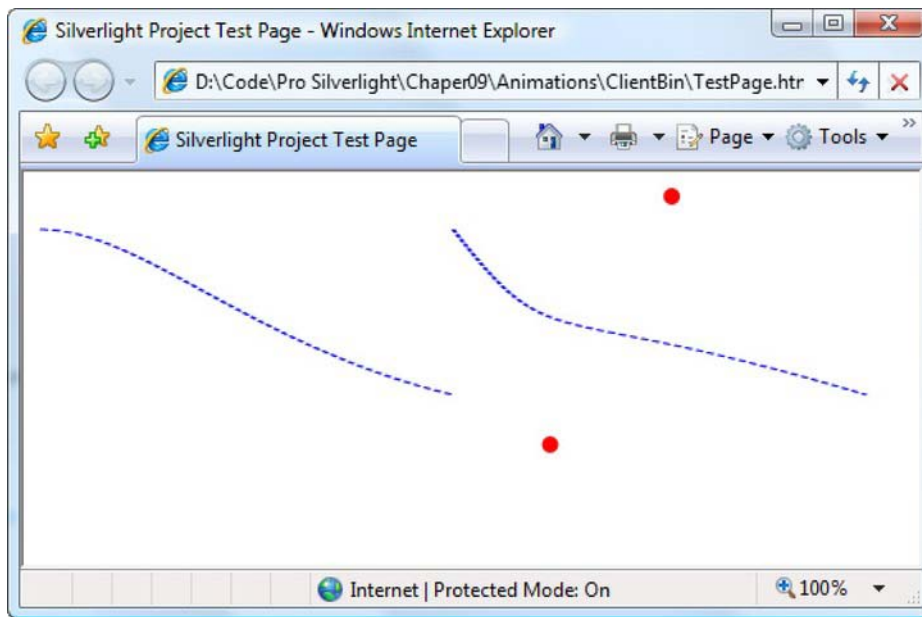 Silverlight Project Test Page - Windows Internet Explorer
D:\Code\Pro Silverlight\Chaper09\Animations\ClientBin\TestPage.htr
Silverlight Project Test Page
Page
Tools
Internet | Protected Mode: On
100%